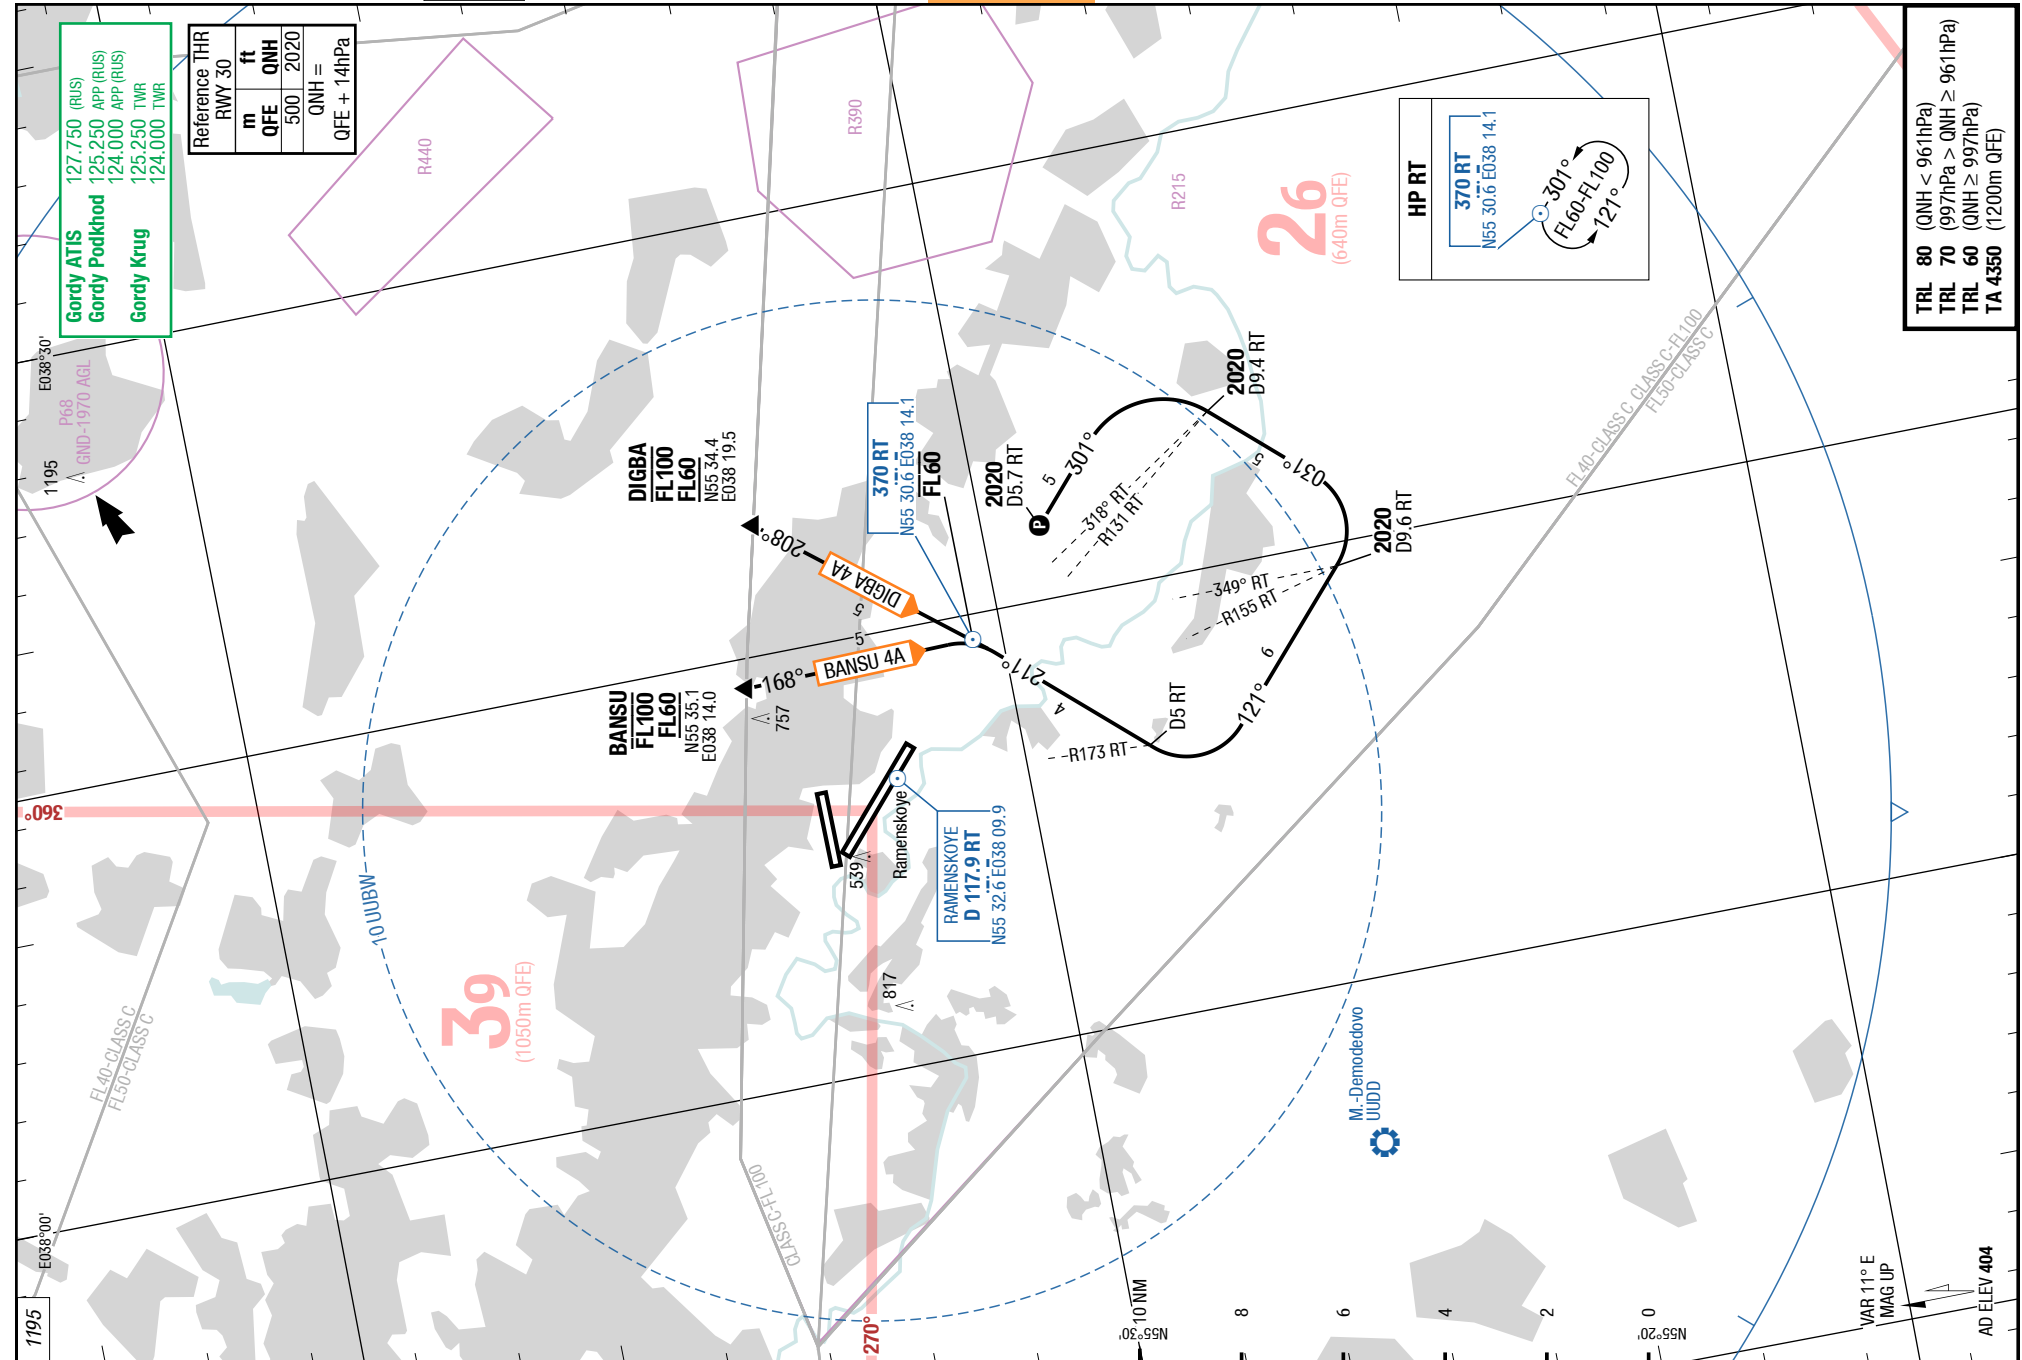 Gordy ATIS 127.750 (RUS)
Gordy Podkhod 125.250 APP (RUS)
124.000 APP (RUS)
Gordy Krug 125.250 TWR
124.000 TWR
Reference THR
RWY 30
m ft
QFE QNH
500 2020
QNH =
QFE + 14hPa
E038°30'
P68
GND-1970 AGL
1195
R440
R390
R215
26
(640m QFE)
HP RT
370 RT
N55 30.6 E038 14.1
301°
FL60-FL100
121°
TRL 80 (QNH < 961hPa)
TRL 70 (997hPa > QNH ≥ 961hPa)
TRL 60 (QNH ≥ 997hPa)
TA 4350 (1200m QFE)
DIGBA
FL100
FL60
N55 34.4
E038 19.5
208°
DIGBA 4A
5
370 RT
N55 30.6 E038 14.1
FL60
2020
D5.7 RT
P
5
301°
318° RT
R131 RT
2020
D9.4 RT
5
031°
2020
D9.6 RT
349° RT
R155 RT
FL40-CLASS C CLASS C-FL100
FL50-CLASS C
BANSU
FL100
FL60
N55 35.1
E038 14.0
168°
BANSU 4A
5
757
211°
4
D5 RT
R173 RT
121°
6
360°
10 UUBW
539
Ramenskoye
RAMENSKOYE
D 117.9 RT
N55 32.6 E038 09.9
39
(1050m QFE)
817
FL40-CLASS C
FL50-CLASS C
M.-Demodedovo
UUDD
CLASS C-FL100
E038°00'
1195
270°
N55°30'
10 NM
8
6
4
2
0
N55°20'
VAR 11° E
MAG UP
AD ELEV 404